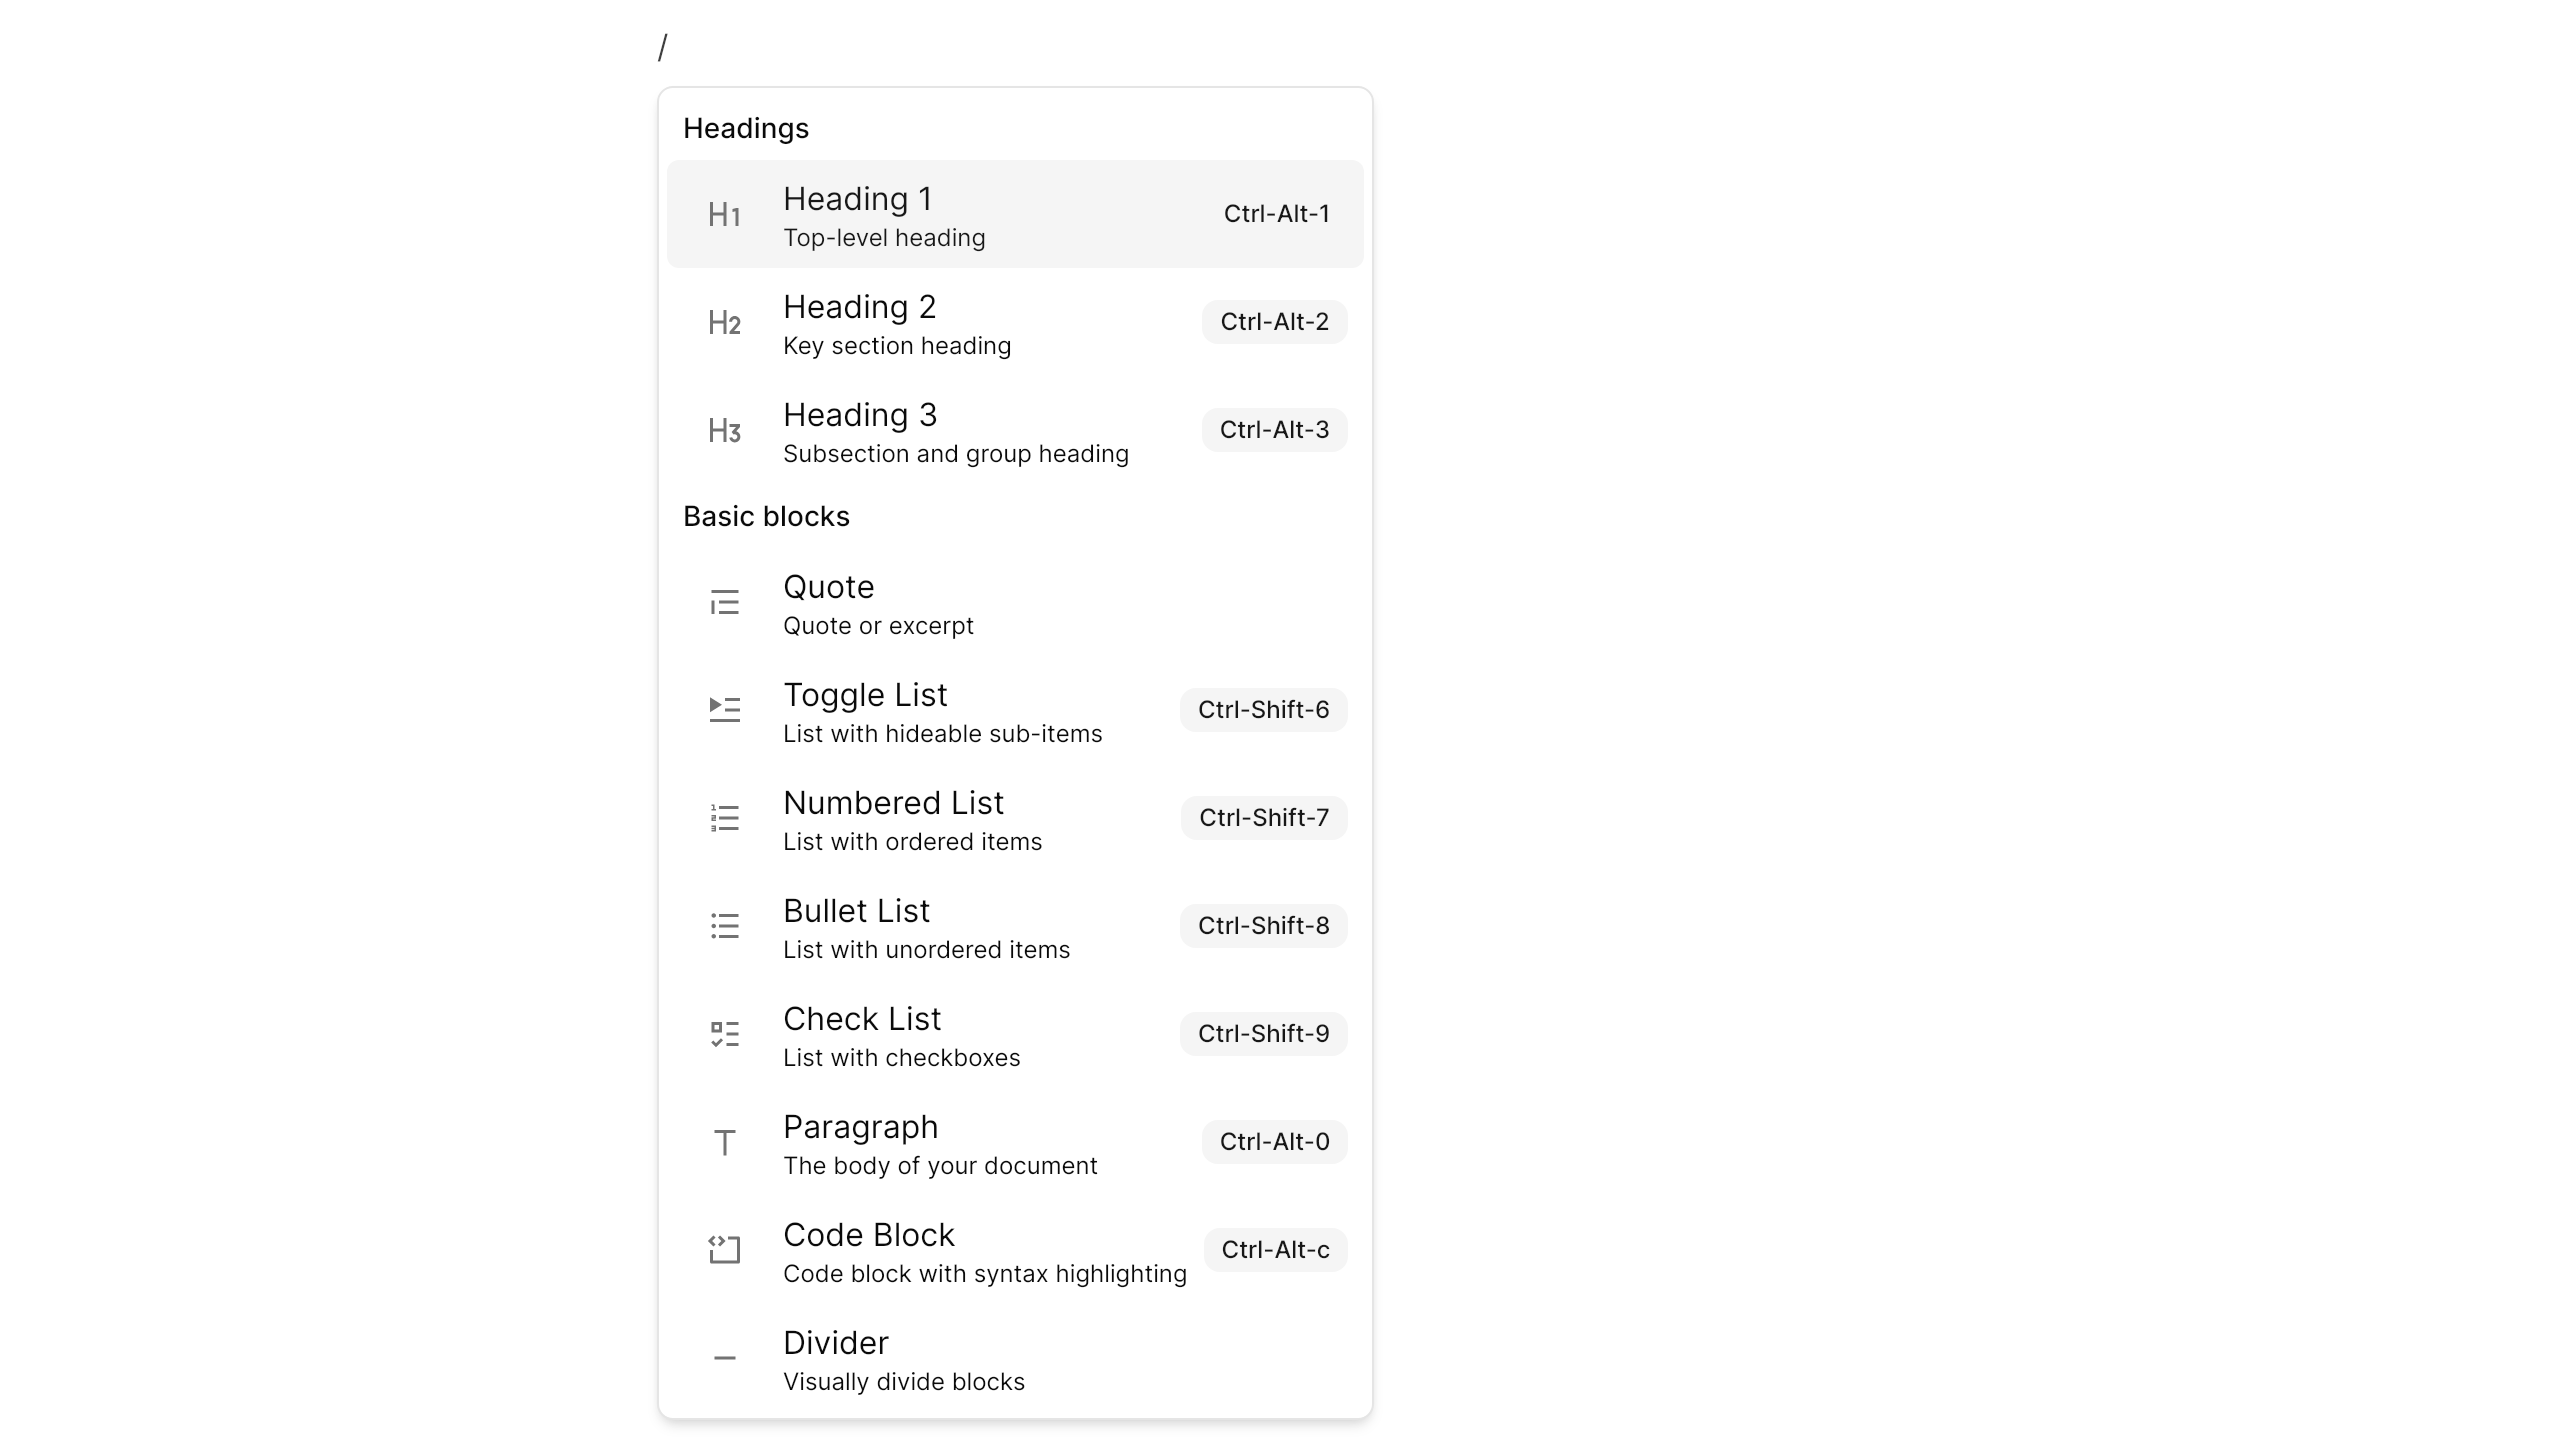 /
Headings
H1
Heading 1
Top-level heading
Ctrl-Alt-1
H2
Heading 2
Key section heading
Ctrl-Alt-2
H3
Heading 3
Subsection and group heading
Ctrl-Alt-3
Basic blocks
Quote
Quote or excerpt
Toggle List
List with hideable sub-items
Ctrl-Shift-6
1
2
3
Numbered List
List with ordered items
Ctrl-Shift-7
Bullet List
List with unordered items
Ctrl-Shift-8
Check List
List with checkboxes
Ctrl-Shift-9
T
Paragraph
The body of your document
Ctrl-Alt-0
Code Block
Code block with syntax highlighting
Ctrl-Alt-c
Divider
Visually divide blocks